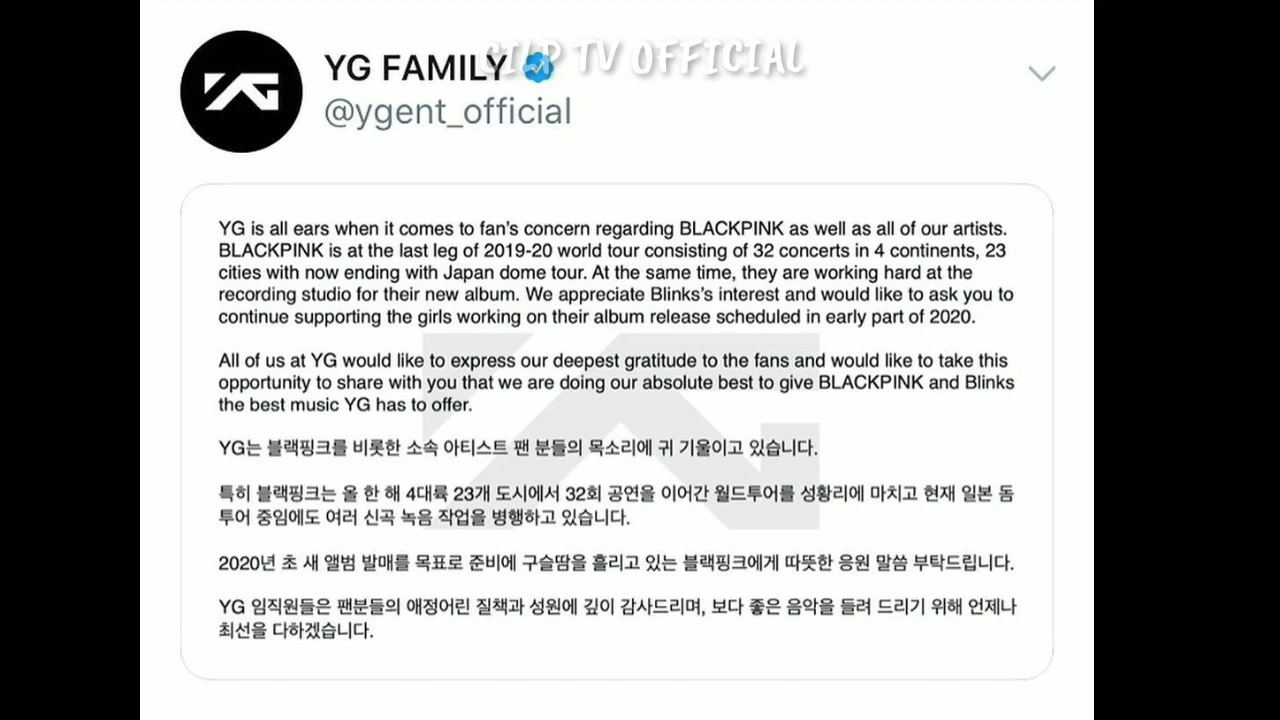 CILP TV OFFICIAL
YG FAMILY
@ygent_official
YG is all ears when it comes to fan's concern regarding BLACKPINK as well as all of our artists.
BLACKPINK is at the last leg of 2019-20 world tour consisting of 32 concerts in 4 continents, 23
cities with now ending with Japan dome tour. At the same time, they are working hard at the
recording studio for their new album. We appreciate Blinks's interest and would like to ask you to
continue supporting the girls working on their album release scheduled in early part of 2020.
All of us at YG would like to express our deepest gratitude to the fans and would like to take this
opportunity to share with you that we are doing our absolute best to give BLACKPINK and Blinks
the best music YG has to offer.
YG는 블랙핑크를 비롯한 소속 아티스트 팬 분들의 목소리에 귀 기울이고 있습니다.
특히 블랙핑크는 올 한 해 4대륙 23개 도시에서 32회 공연을 이어간 월드투어를 성황리에 마치고 현재 일본 돔
투어 중임에도 여러 신곡 녹음 작업을 병행하고 있습니다.
2020년 초 새 앨범 발매를 목표로 준비에 구슬땀을 흘리고 있는 블랙핑크에게 따뜻한 응원 말씀 부탁드립니다.
YG 임직원들은 팬분들의 애정어린 질책과 성원에 깊이 감사드리며, 보다 좋은 음악을 들려 드리기 위해 언제나
최선을 다하겠습니다.